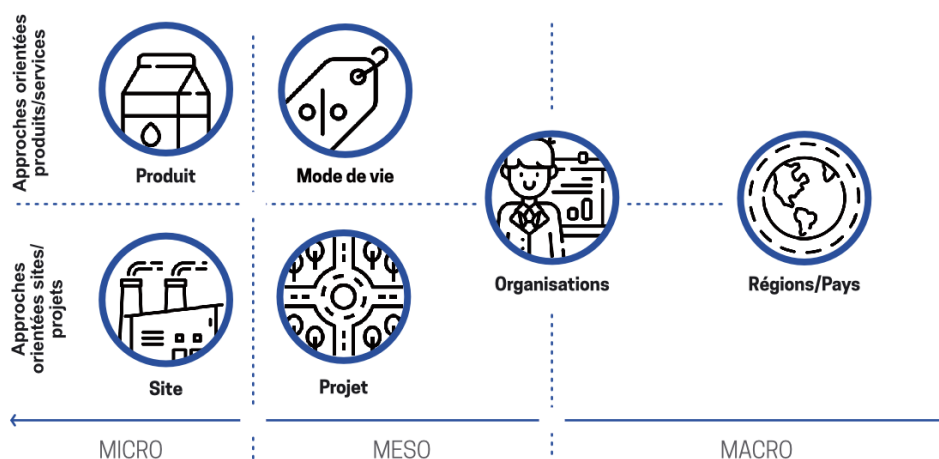 Approches orientées
produits/services
Produit
Mode de vie
Organisations
Régions/Pays
Approches
orientées sites/
projets
Site
Projet
MICRO
MESO
MACRO